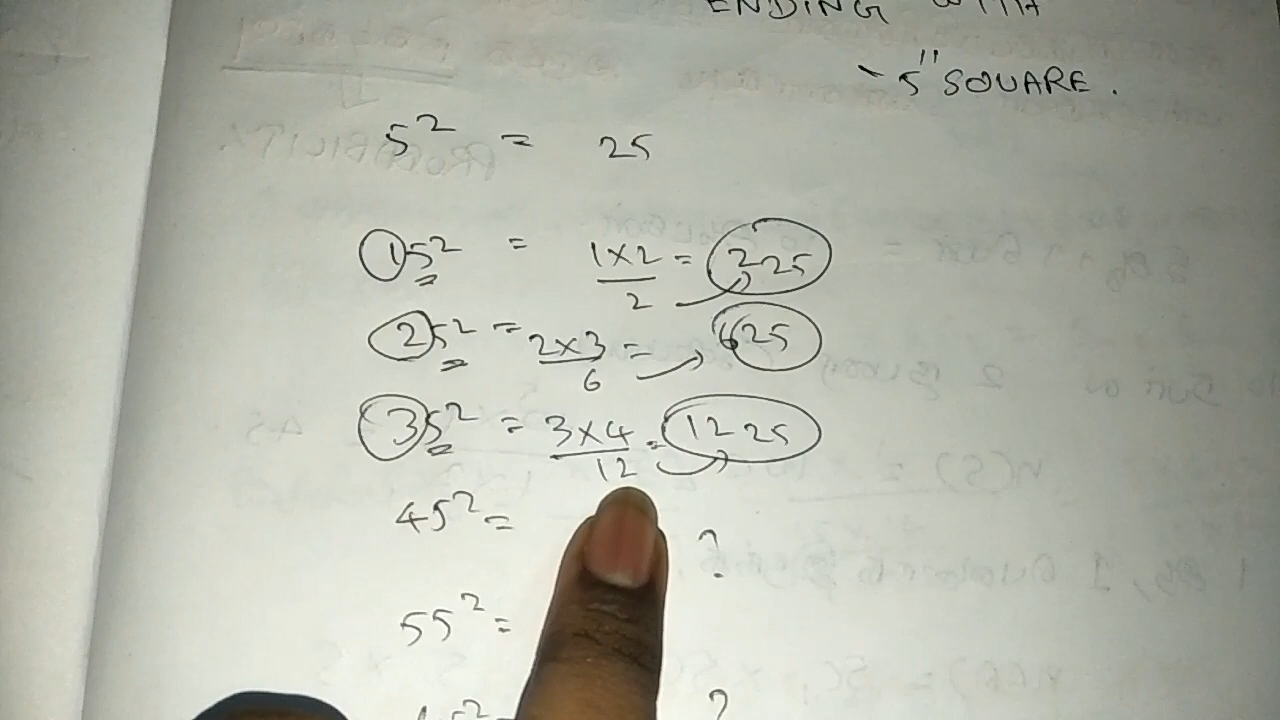 ENDING WITH
"5" SQUARE.
5² = 25
15² = 1×2 = 225
2
25² = 2×3 = 625
6
35² = 3×4 = 1225
12
45² =
?
55² =
?